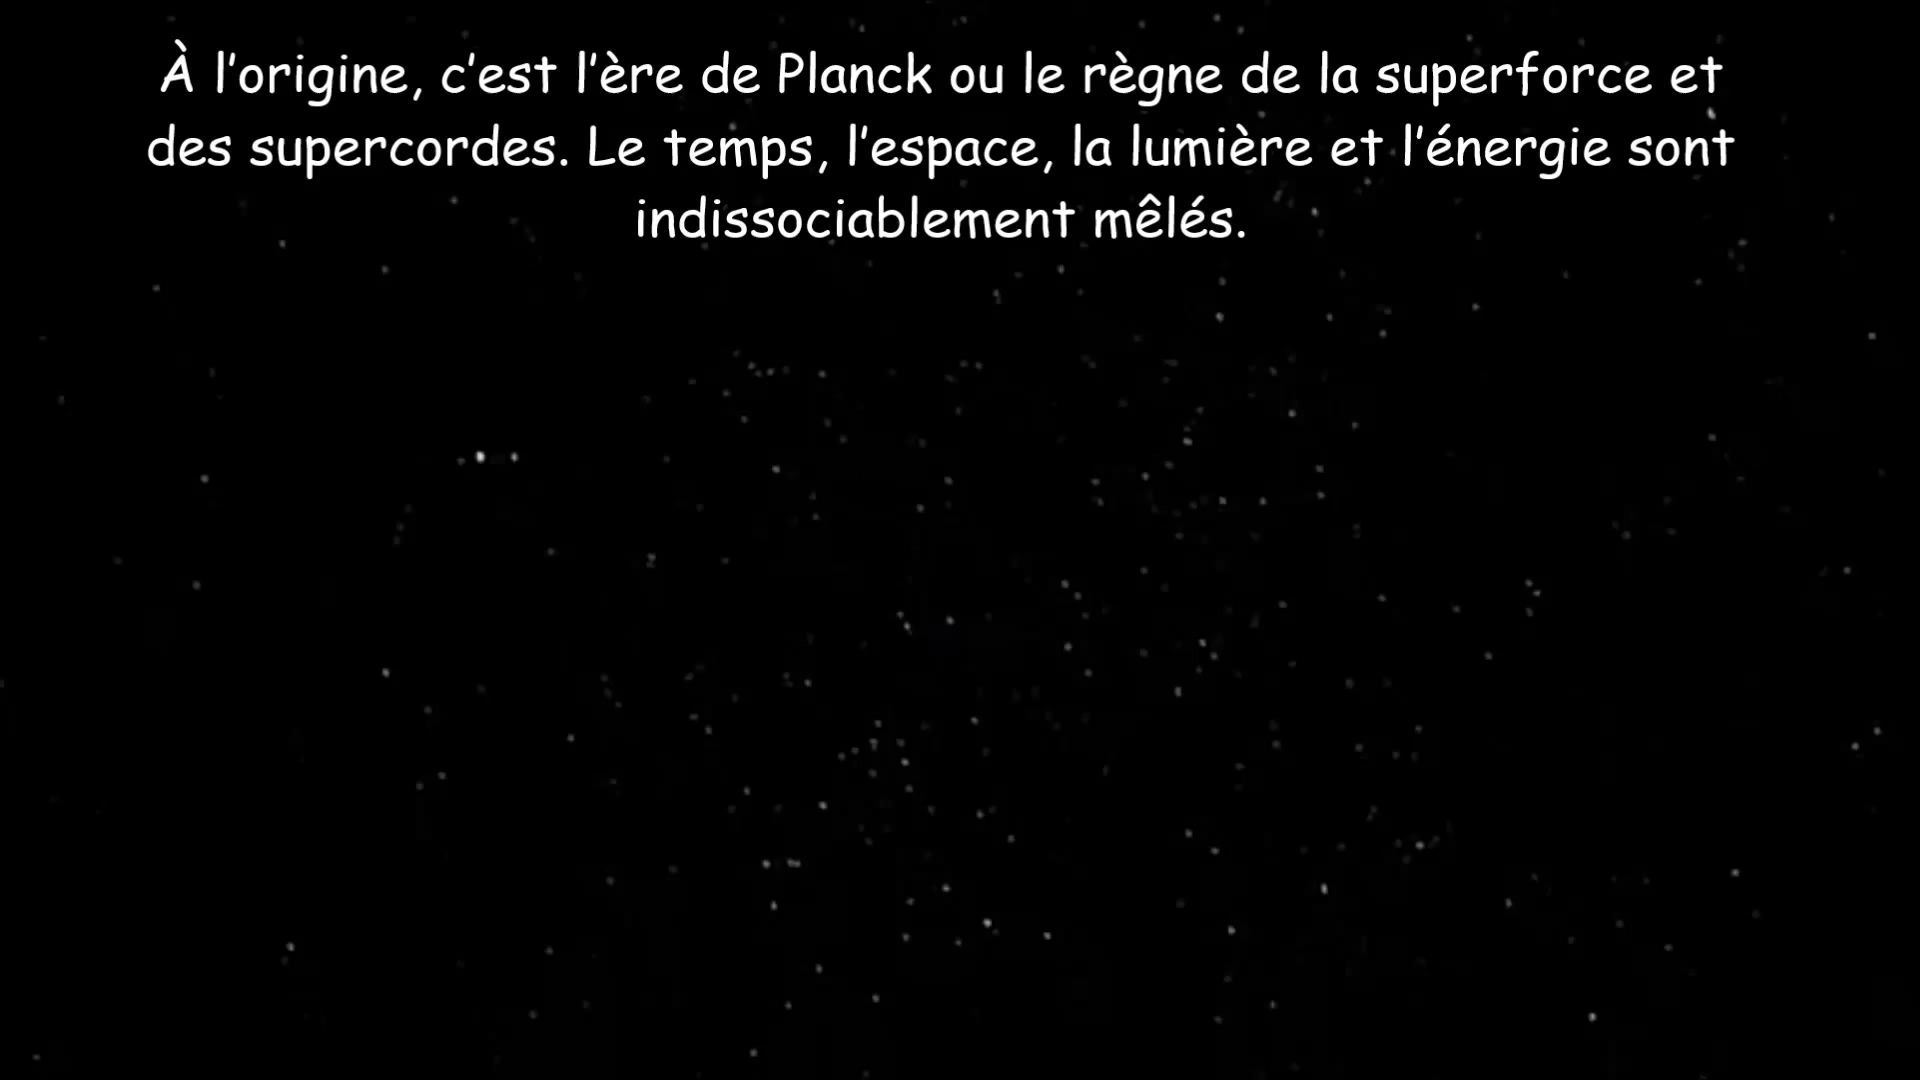 À l’origine, c’est l’ère de Planck ou le règne de la superforce et
des supercordes. Le temps, l’espace, la lumière et l’énergie sont
indissociablement mêlés.